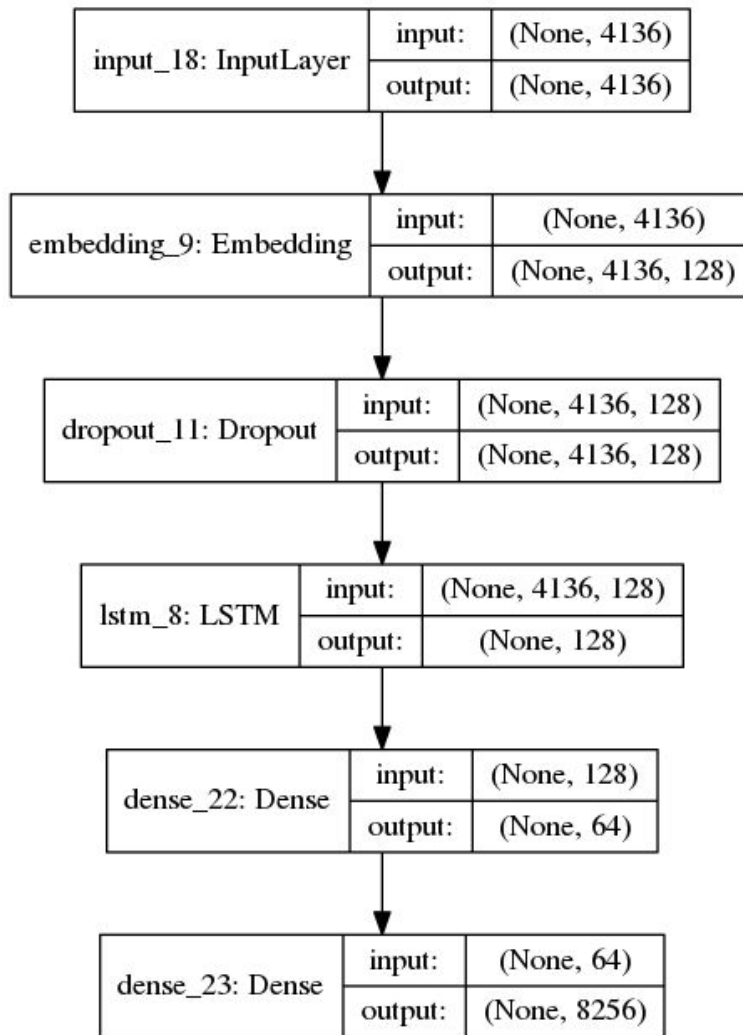 input_18: InputLayer
input: (None, 4136)
output: (None, 4136)
embedding_9: Embedding
input: (None, 4136)
output: (None, 4136, 128)
dropout_11: Dropout
input: (None, 4136, 128)
output: (None, 4136, 128)
lstm_8: LSTM
input: (None, 4136, 128)
output: (None, 128)
dense_22: Dense
input: (None, 128)
output: (None, 64)
dense_23: Dense
input: (None, 64)
output: (None, 8256)